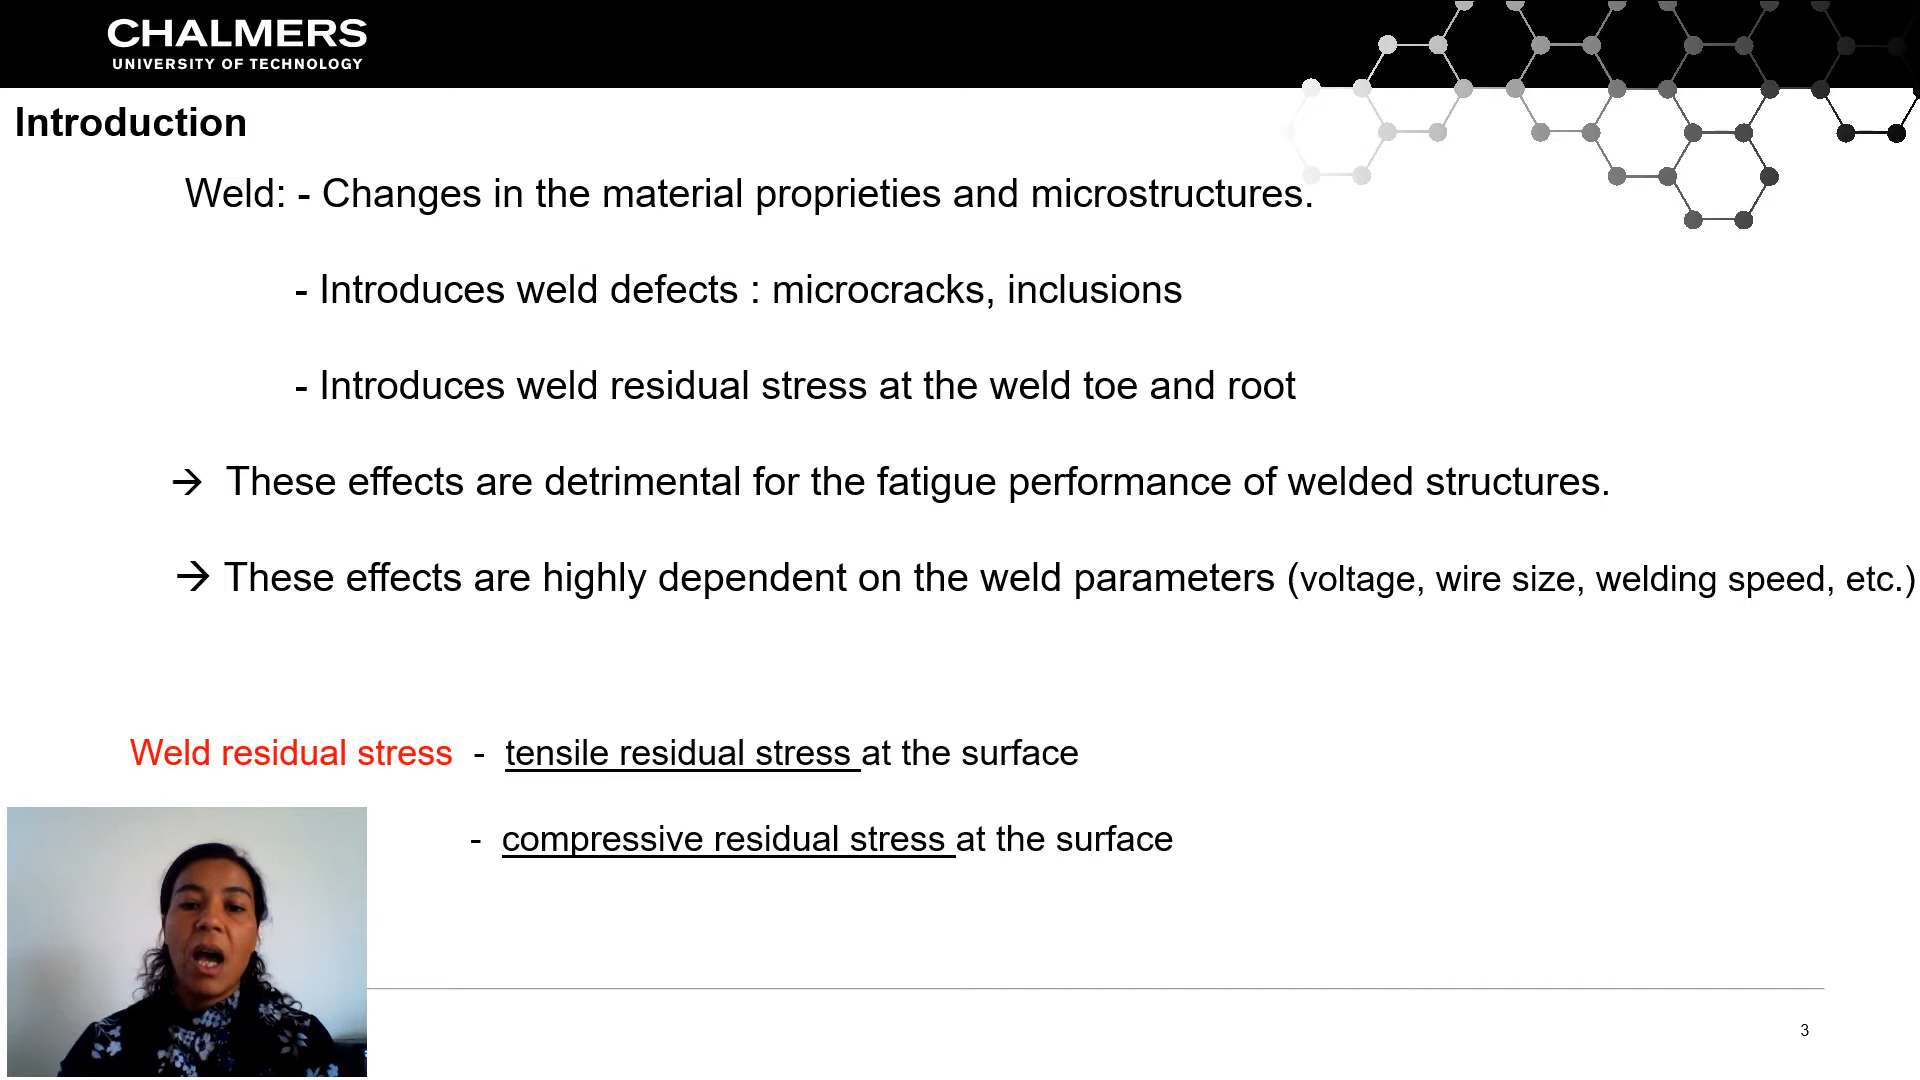 CHALMERS
UNIVERSITY OF TECHNOLOGY
Introduction
Weld: - Changes in the material proprieties and microstructures.
- Introduces weld defects : microcracks, inclusions
- Introduces weld residual stress at the weld toe and root
→ These effects are detrimental for the fatigue performance of welded structures.
→ These effects are highly dependent on the weld parameters (voltage, wire size, welding speed, etc.)
Weld residual stress - tensile residual stress at the surface
- compressive residual stress at the surface
3